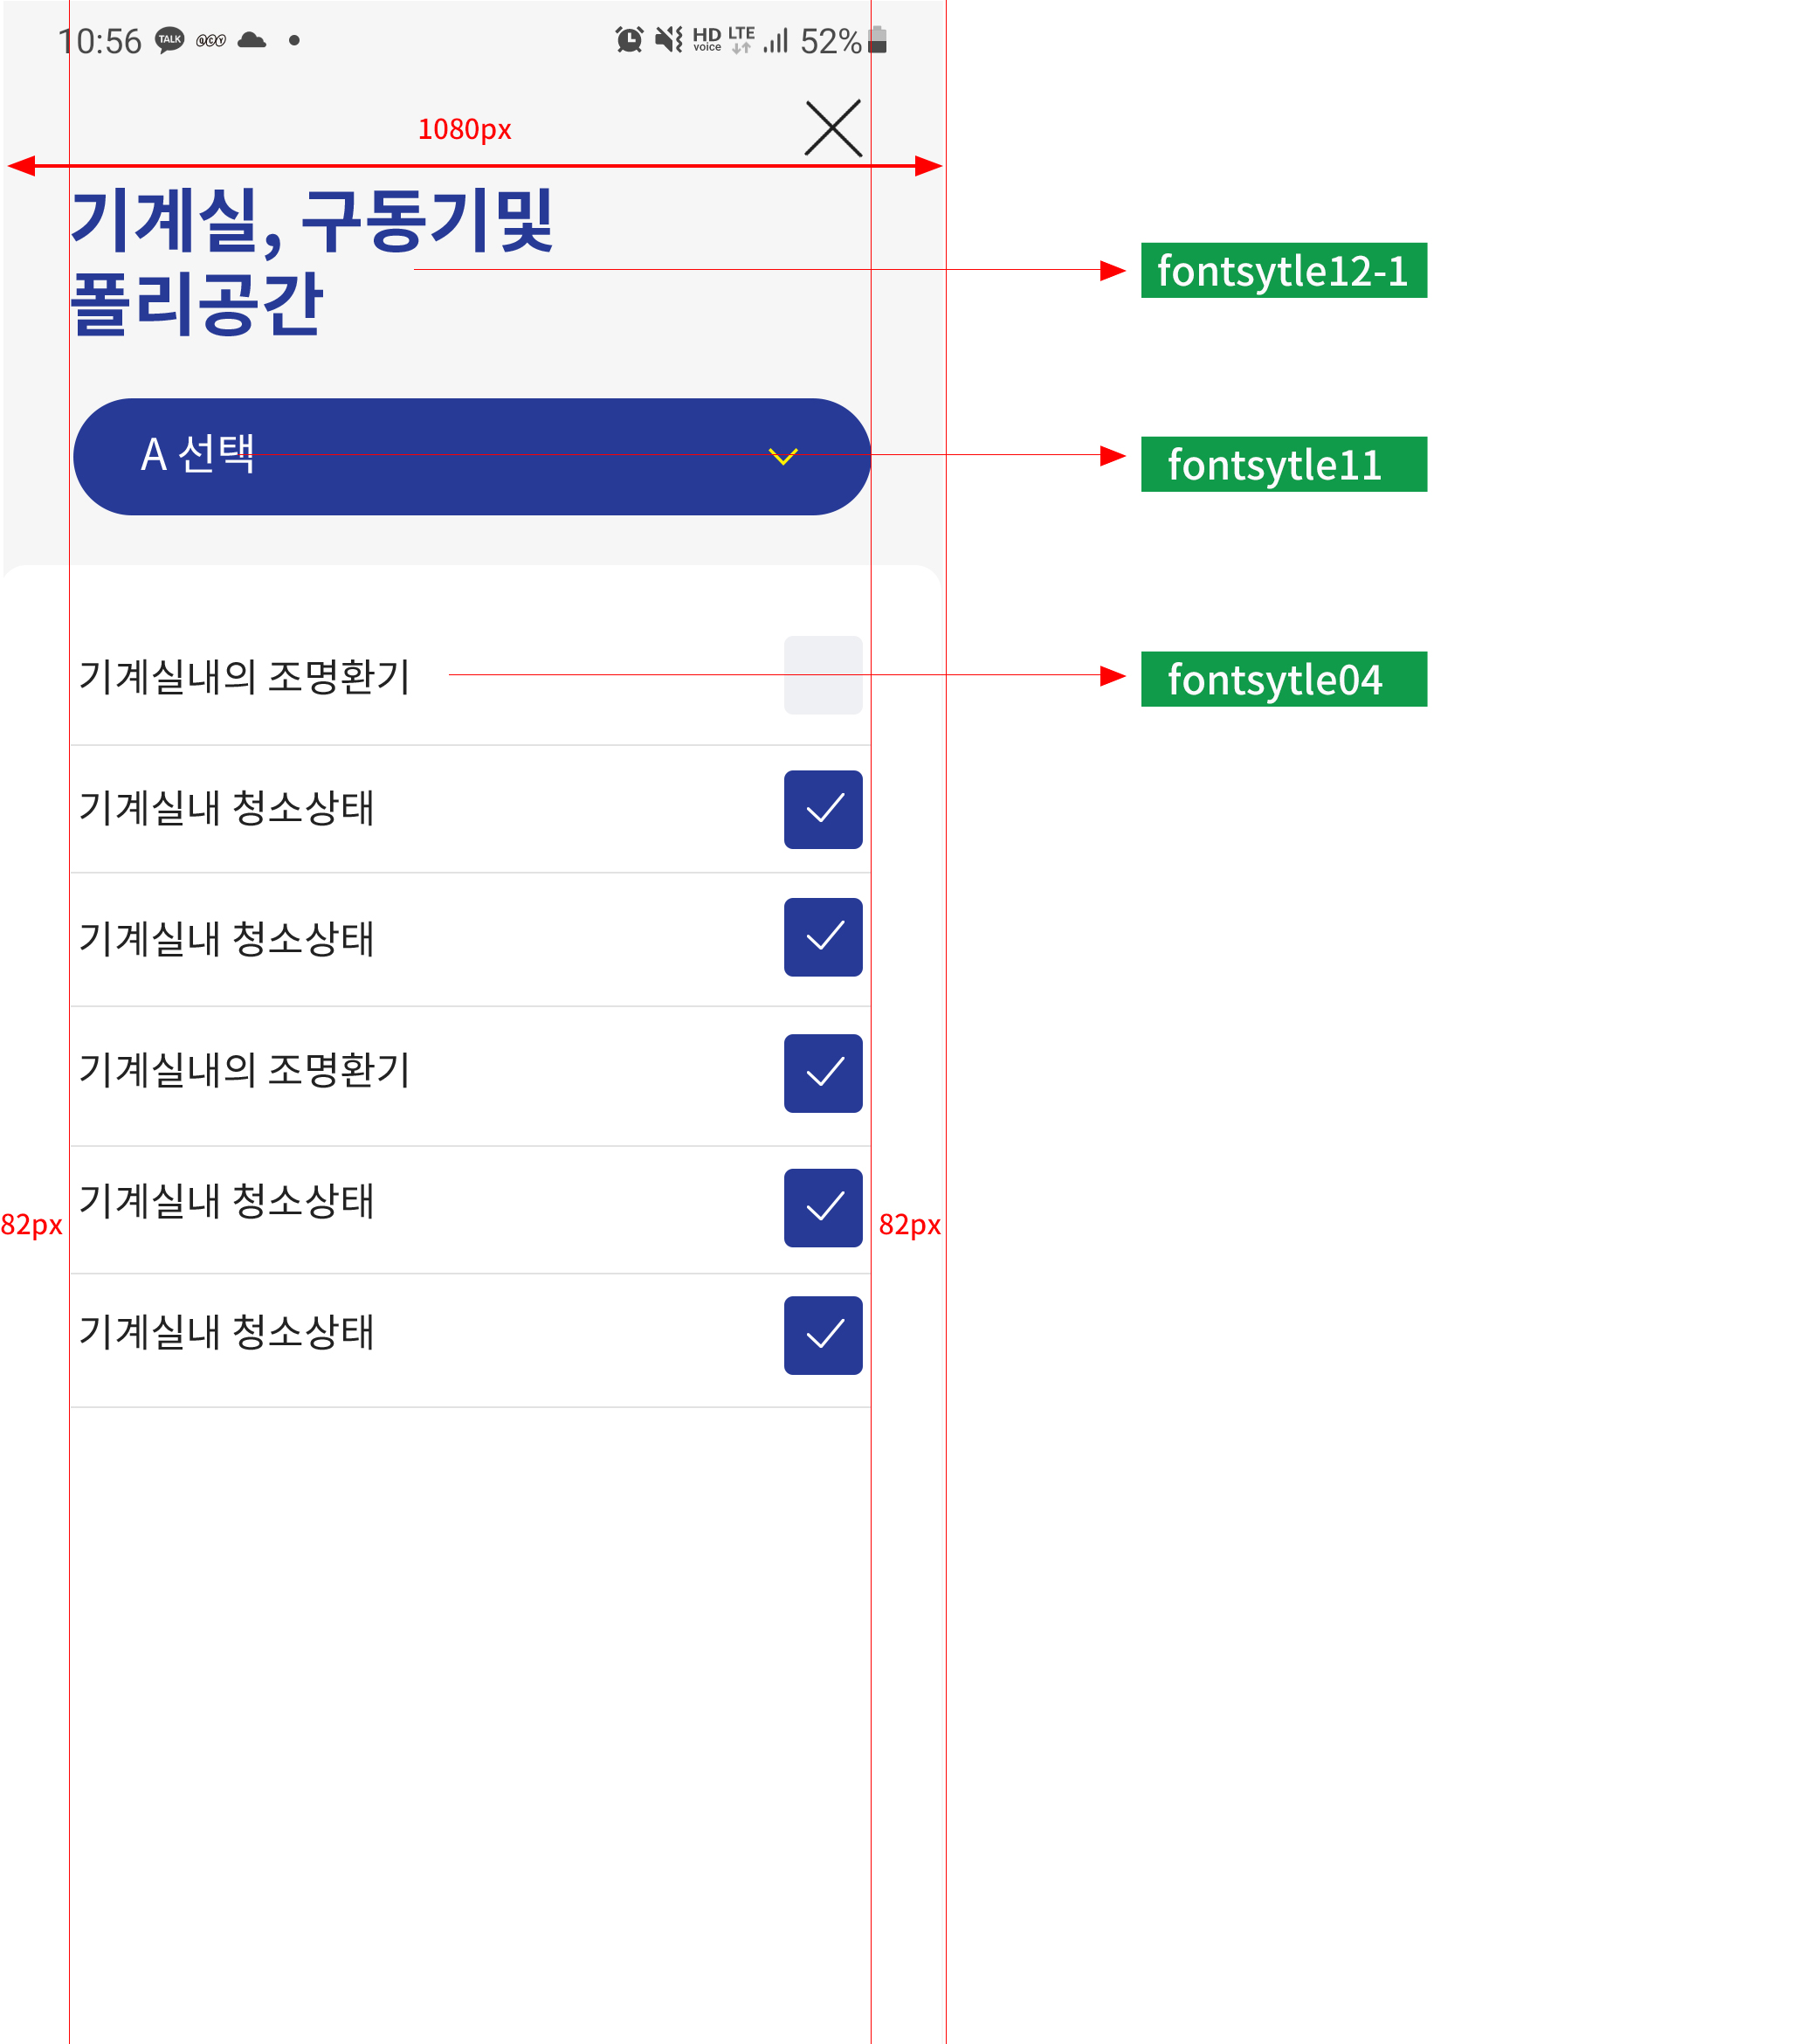 10:56 TALK QCY HD voice LTE 52%
1080px
기계실, 구동기및
풀리공간
fontsytle12-1
A 선택
fontsytle11
기계실내의 조명환기
fontsytle04
기계실내 청소상태
기계실내 청소상태
기계실내의 조명환기
기계실내 청소상태
82px
82px
기계실내 청소상태